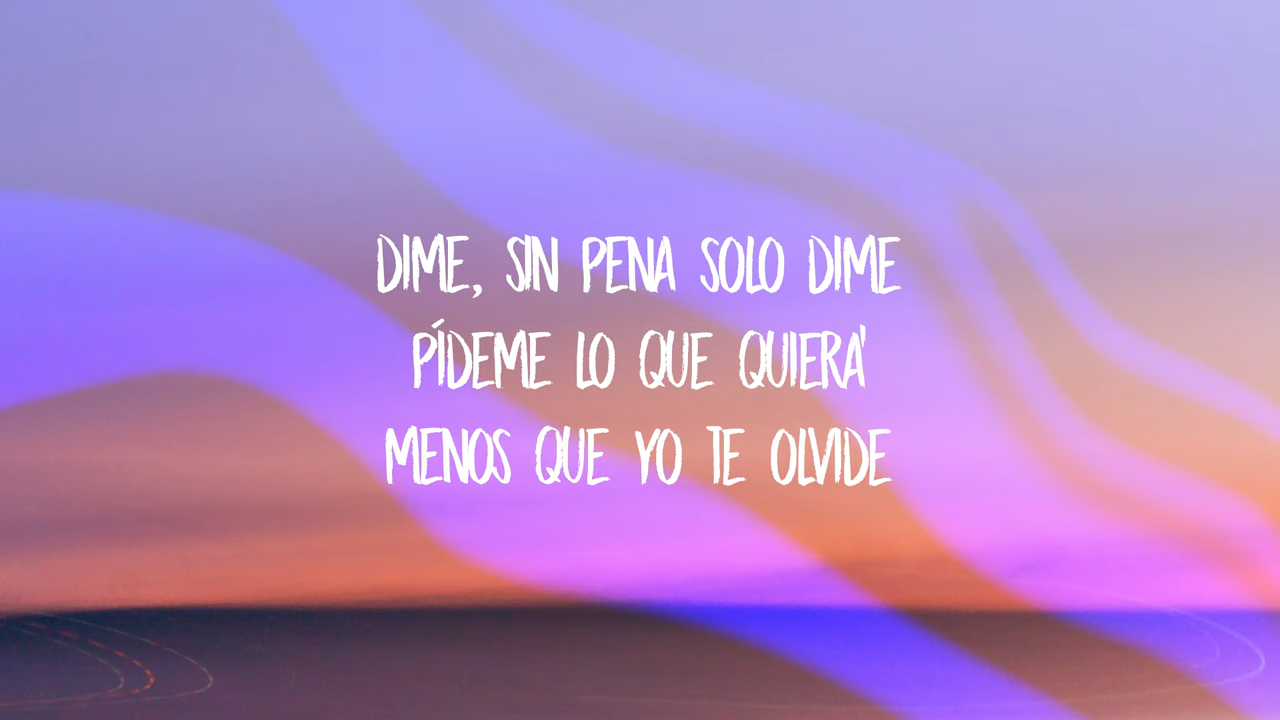 DIME, SIN PENA SOLO DIME
PÍDEME LO QUE QUIERA'
MENOS QUE YO TE OLVIDE